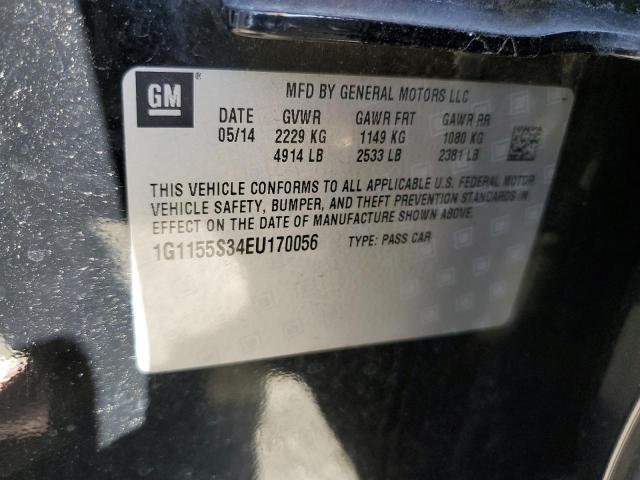 GM ®
MFD BY GENERAL MOTORS LLC
DATE GVWR GAWR FRT GAWR RR
05/14 2229 KG 1149 KG 1080 KG
4914 LB 2533 LB 2381 LB
THIS VEHICLE CONFORMS TO ALL APPLICABLE U.S. FEDERAL MOTOR
VEHICLE SAFETY, BUMPER, AND THEFT PREVENTION STANDARDS IN
EFFECT ON THE DATE OF MANUFACTURE SHOWN ABOVE.
1G1155S34EU170056 TYPE: PASS CAR